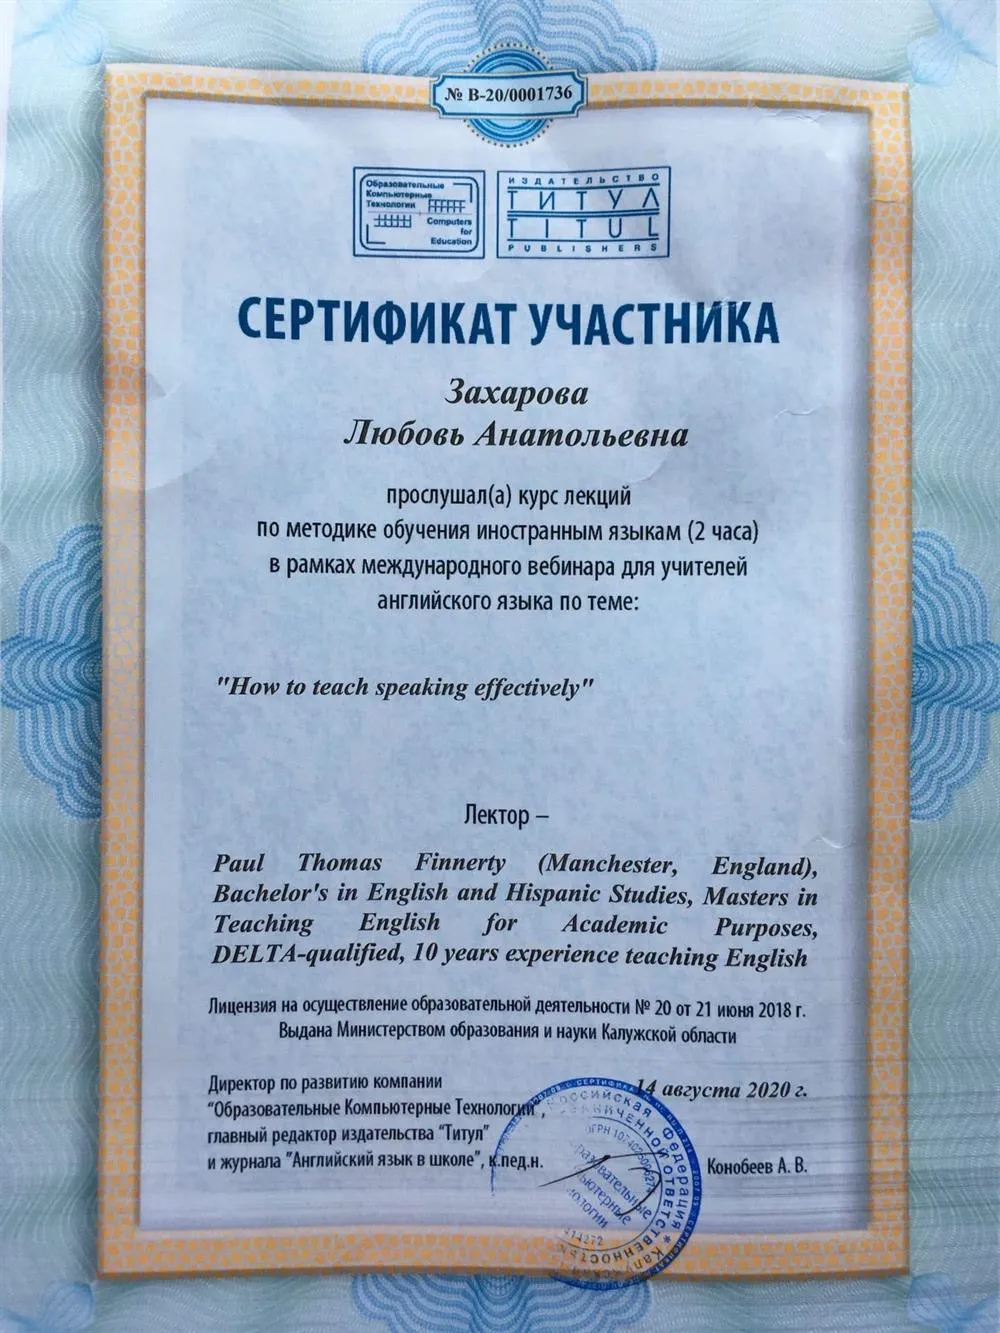 № В-20/0001736
Образовательные
Компьютерные
Технологии
Computers
for
Education
ИЗДАТЕЛЬСТВО
ТИТУЛ
TITUL
PUBLISHERS
СЕРТИФИКАТ УЧАСТНИКА
Захарова
Любовь Анатольевна
прослушал(а) курс лекций
по методике обучения иностранным языкам (2 часа)
в рамках международного вебинара для учителей
английского языка по теме:
"How to teach speaking effectively"
Лектор –
Paul Thomas Finnerty (Manchester, England),
Bachelor's in English and Hispanic Studies, Masters in
Teaching English for Academic Purposes,
DELTA-qualified, 10 years experience teaching English
Лицензия на осуществление образовательной деятельности № 20 от 21 июня 2018 г.
Выдана Министерством образования и науки Калужской области
14 августа 2020 г.
Директор по развитию компании
"Образовательные Компьютерные Технологии",
главный редактор издательства "Титул"
и журнала "Английский язык в школе", к.пед.н.
Конобеев А. В.